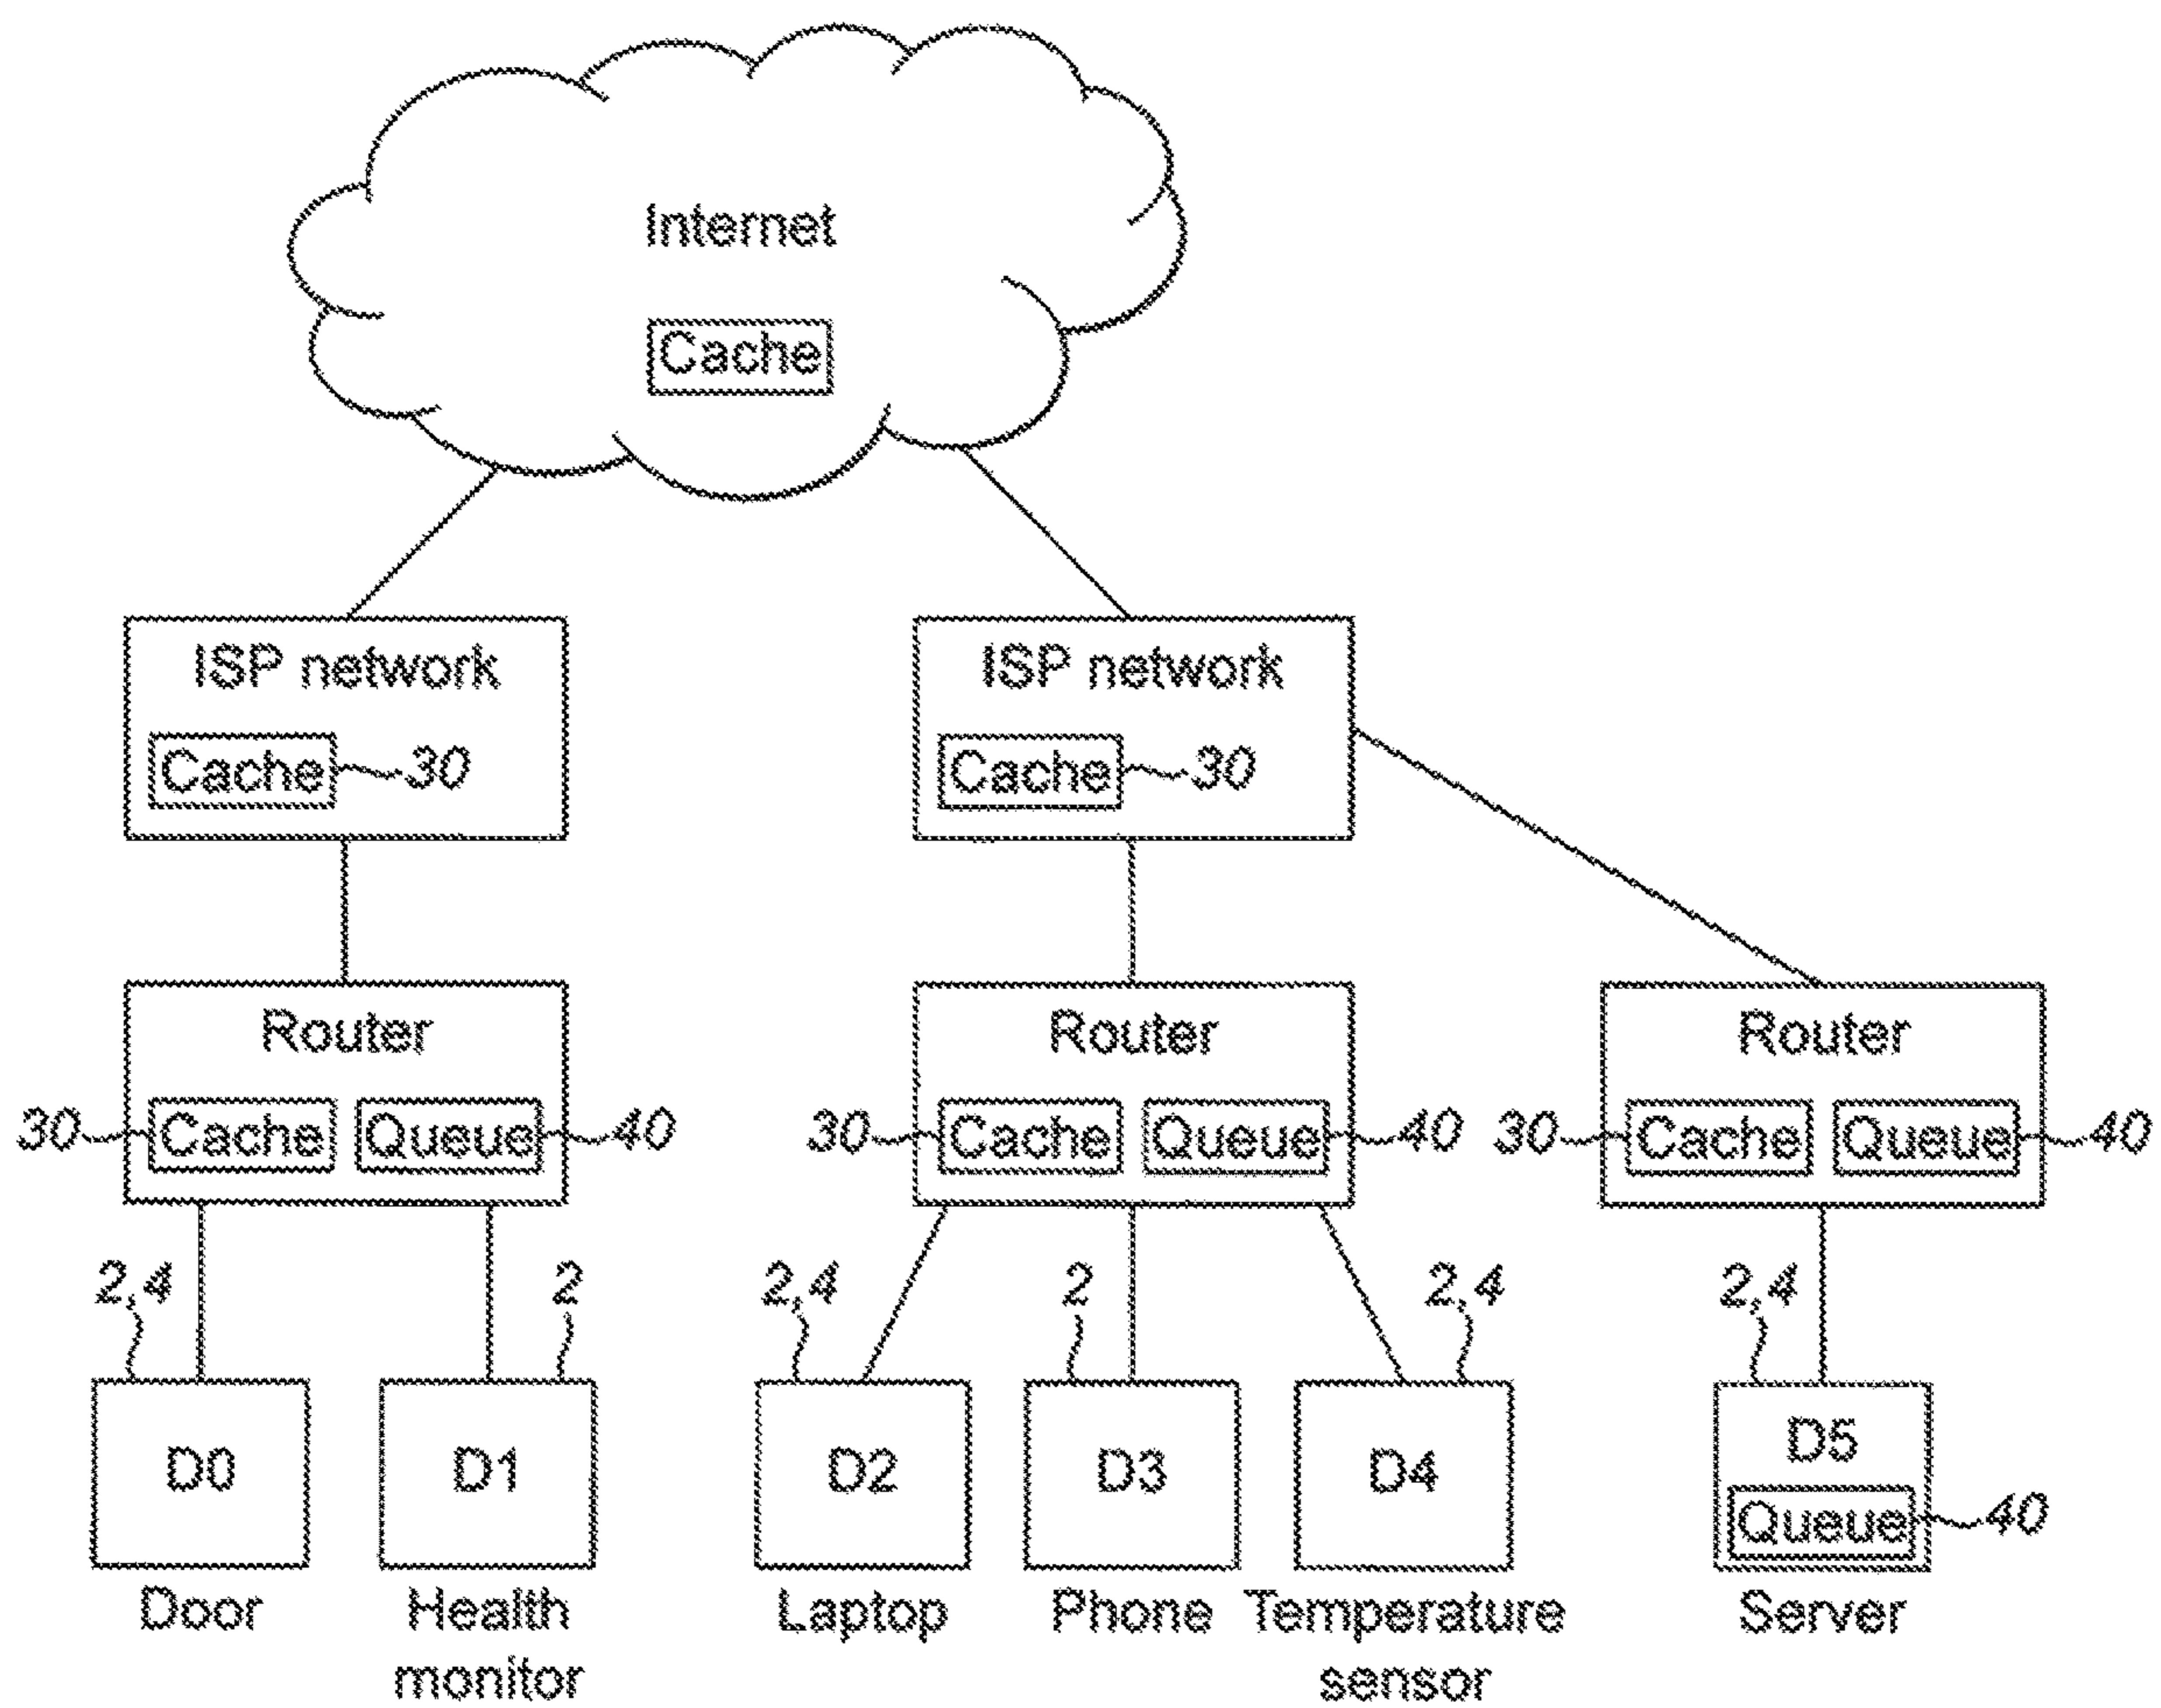 Internet
Cache
ISP network
ISP network
Cache 30
Cache 30
Router
Router
Router
30 Cache Queue 40
30 Cache Queue 40
30 Cache Queue 40
2,4
2
2,4
2
2,4
2,4
D0
D1
D2
D3
D4
D5
Queue 40
Door
Health
monitor
Laptop
Phone
Temperature
sensor
Server